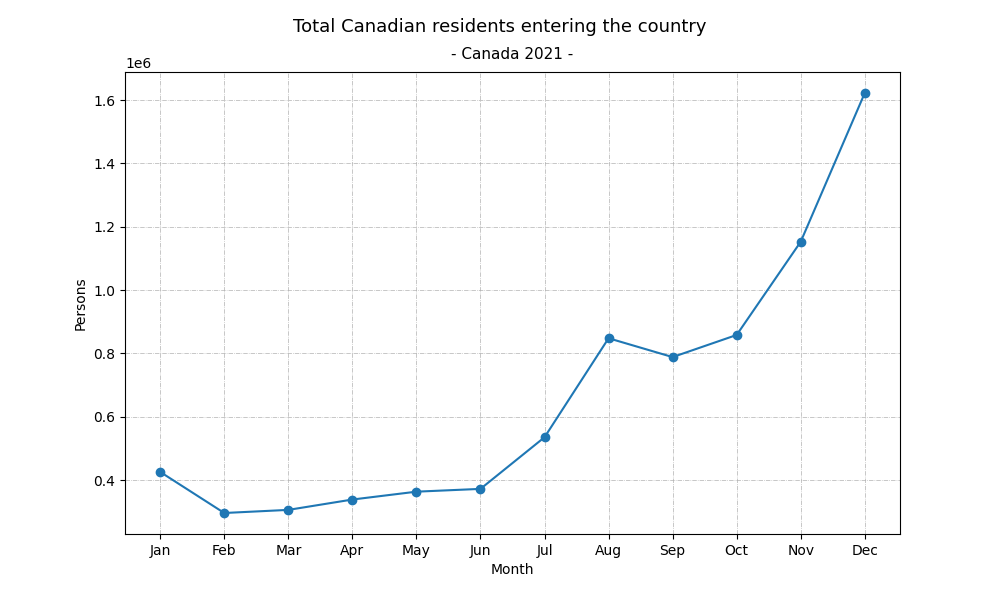 Total Canadian residents entering the country
- Canada 2021 -
1e6
1.6
1.4
1.2
1.0
0.8
0.6
0.4
Persons
Jan Feb Mar Apr May Jun Jul Aug Sep Oct Nov Dec
Month